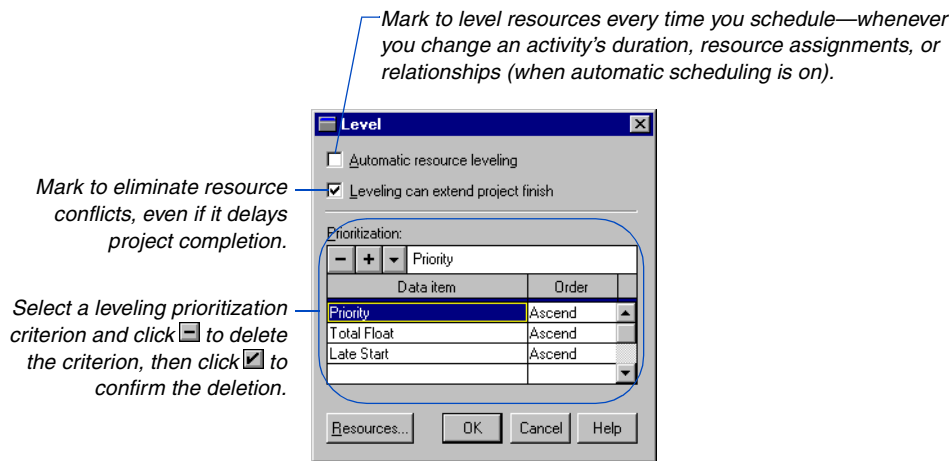 Mark to level resources every time you schedule—whenever
you change an activity’s duration, resource assignments, or
relationships (when automatic scheduling is on).
Level
Automatic resource leveling
Mark to eliminate resource
conflicts, even if it delays
project completion.
Leveling can extend project finish
Prioritization:
Priority
Data item Order
Select a leveling prioritization
criterion and click to delete
the criterion, then click to
confirm the deletion.
Priority Ascend
Total Float Ascend
Late Start Ascend
Resources... OK Cancel Help